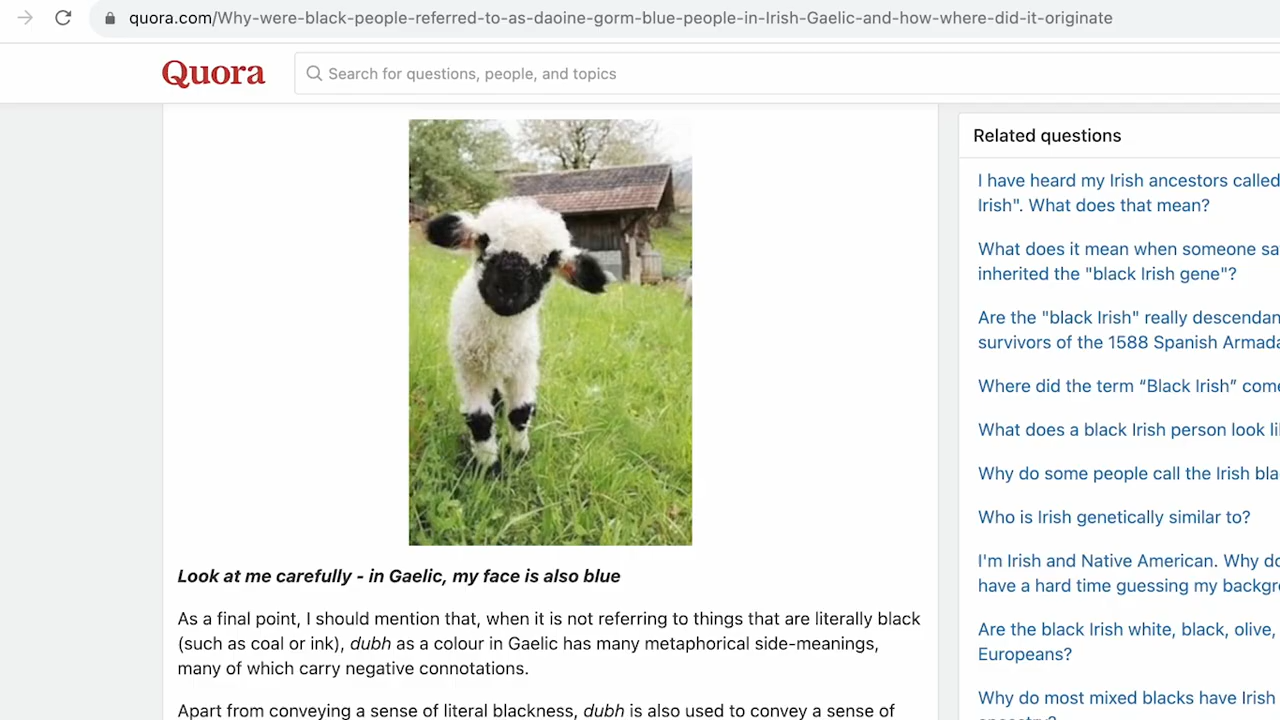 quora.com/Why-were-black-people-referred-to-as-daoine-gorm-blue-people-in-Irish-Gaelic-and-how-where-did-it-originate
Quora
Search for questions, people, and topics
Look at me carefully - in Gaelic, my face is also blue
As a final point, I should mention that, when it is not referring to things that are literally black
(such as coal or ink), dubh as a colour in Gaelic has many metaphorical side-meanings,
many of which carry negative connotations.
Apart from conveying a sense of literal blackness, dubh is also used to convey a sense of
Related questions
I have heard my Irish ancestors called
Irish". What does that mean?
What does it mean when someone sa
inherited the "black Irish gene"?
Are the "black Irish" really descendan
survivors of the 1588 Spanish Armada
Where did the term “Black Irish” come
What does a black Irish person look li
Why do some people call the Irish bla
Who is Irish genetically similar to?
I'm Irish and Native American. Why do
have a hard time guessing my backgr
Are the black Irish white, black, olive,
Europeans?
Why do most mixed blacks have Irish
ancestry?